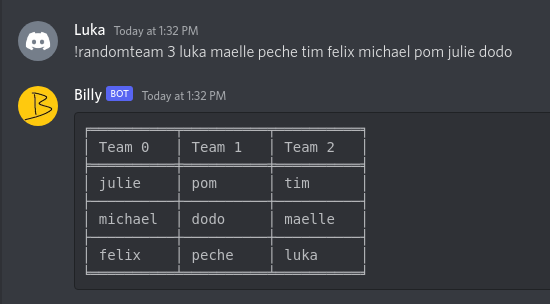 Luka Today at 1:32 PM
!randomteam 3 luka maelle peche tim felix michael pom julie dodo
Billy BOT Today at 1:32 PM
Team 0 Team 1 Team 2
julie pom tim
michael dodo maelle
felix peche luka